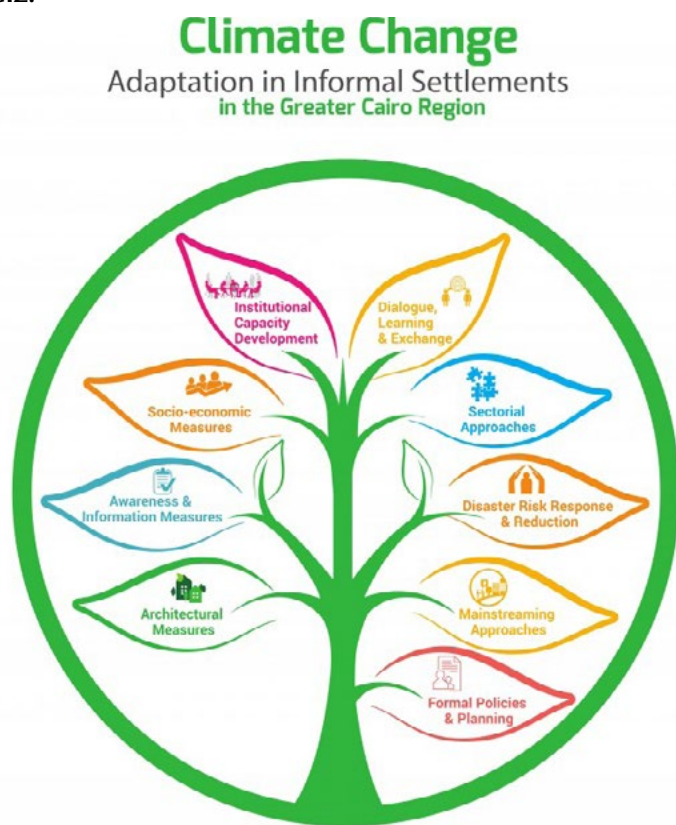 Climate Change
Adaptation in Informal Settlements
in the Greater Cairo Region
Institutional
Capacity
Development
Dialogue,
Learning
& Exchange
Socio-economic
Measures
Sectorial
Approaches
Awareness &
Information Measures
Disaster Risk Response
& Reduction
Architectural
Measures
Mainstreaming
Approaches
Formal Policies
& Planning